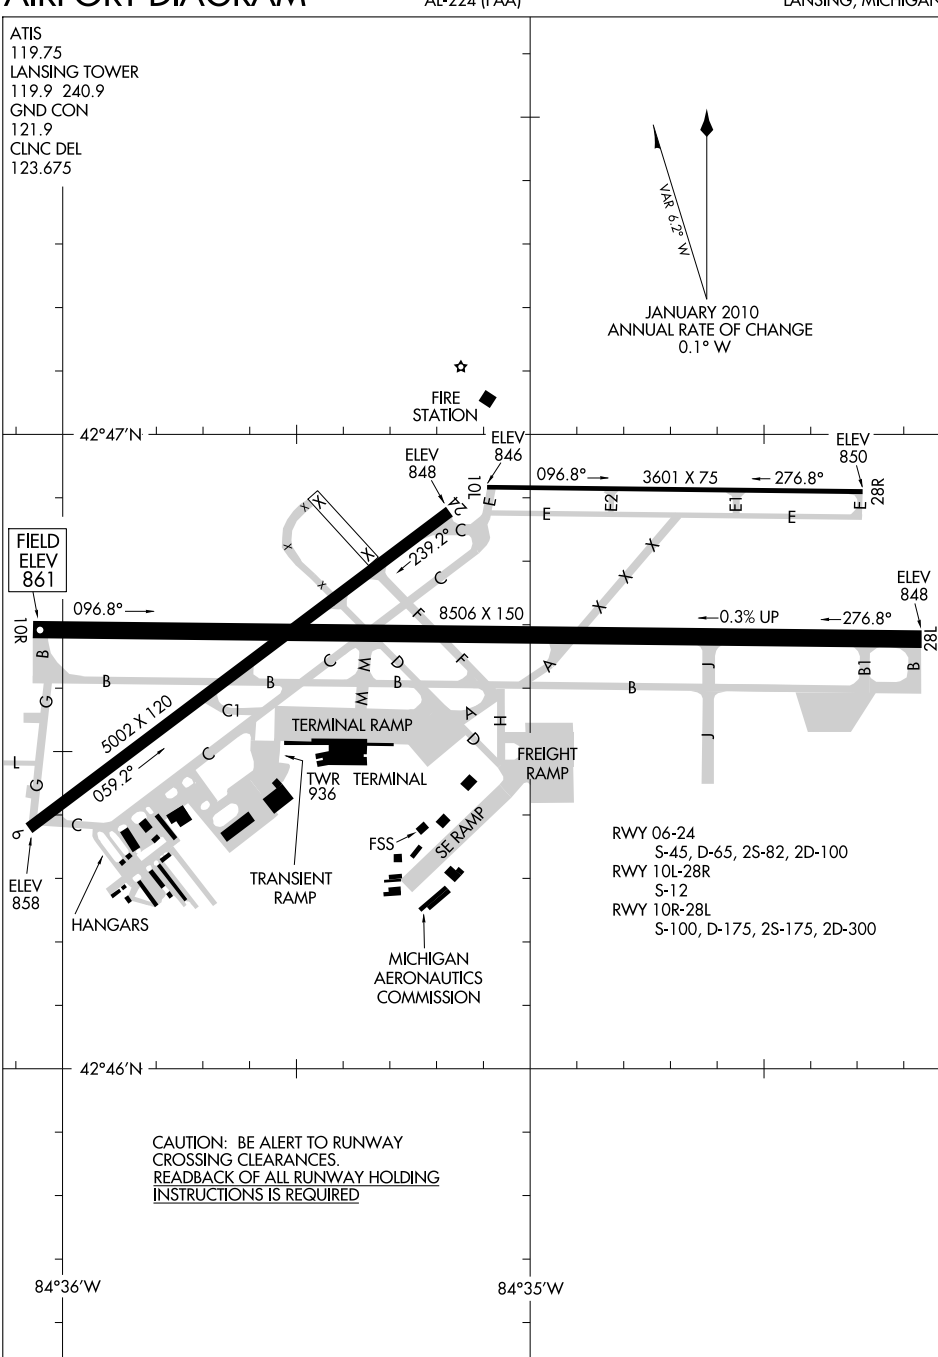 AIRPORT DIAGRAM
AL-224 (FAA)
LANSING, MICHIGAN
ATIS
119.75
LANSING TOWER
119.9 240.9
GND CON
121.9
CLNC DEL
123.675
VAR 6.2° W
JANUARY 2010
ANNUAL RATE OF CHANGE
0.1° W
FIRE
STATION
42°47'N
ELEV
846
ELEV
848
ELEV
850
10L
096.8°
3601 X 75
276.8°
28R
24
E
E2
E1
E
E
E
X
X
X
X
X
X
X
C
239.2°
C
FIELD
ELEV
861
10R
096.8°
8506 X 150
F
0.3% UP
276.8°
ELEV
848
28L
X
X
B
C
W
D
F
A
J
B1
B
B
B
B
B
G
W
C1
5002 X 120
059.2°
C
TERMINAL RAMP
A
H
D
J
L
G
FREIGHT
RAMP
TWR
936
TERMINAL
6
C
ELEV
858
FSS
SE RAMP
HANGARS
TRANSIENT
RAMP
RWY 06-24
S-45, D-65, 2S-82, 2D-100
RWY 10L-28R
S-12
RWY 10R-28L
S-100, D-175, 2S-175, 2D-300
MICHIGAN
AERONAUTICS
COMMISSION
42°46'N
CAUTION: BE ALERT TO RUNWAY
CROSSING CLEARANCES.
READBACK OF ALL RUNWAY HOLDING
INSTRUCTIONS IS REQUIRED
84°36'W
84°35'W